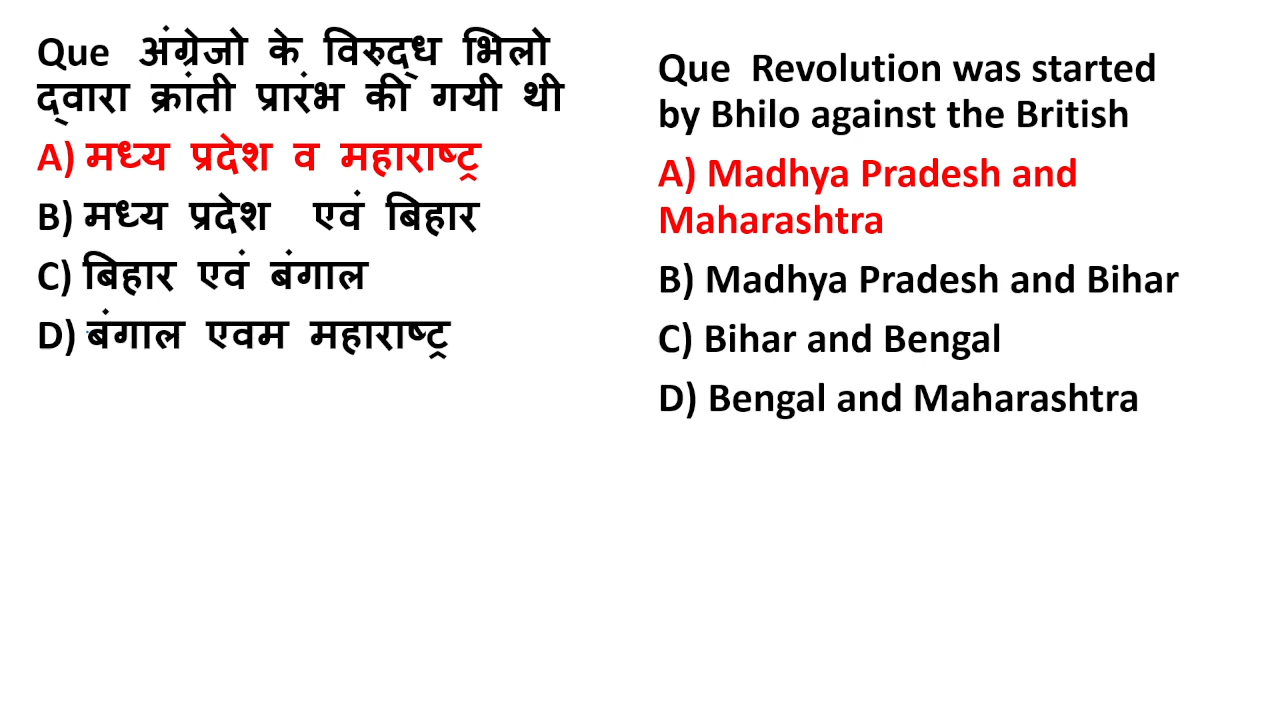 Que अंग्रेजो के विरुद्ध भिलो
द्वारा क्रांती प्रारंभ की गयी थी
A) मध्य प्रदेश व महाराष्ट्र
B) मध्य प्रदेश एवं बिहार
C) बिहार एवं बंगाल
D) बंगाल एवम महाराष्ट्र
Que Revolution was started
by Bhilo against the British
A) Madhya Pradesh and
Maharashtra
B) Madhya Pradesh and Bihar
C) Bihar and Bengal
D) Bengal and Maharashtra